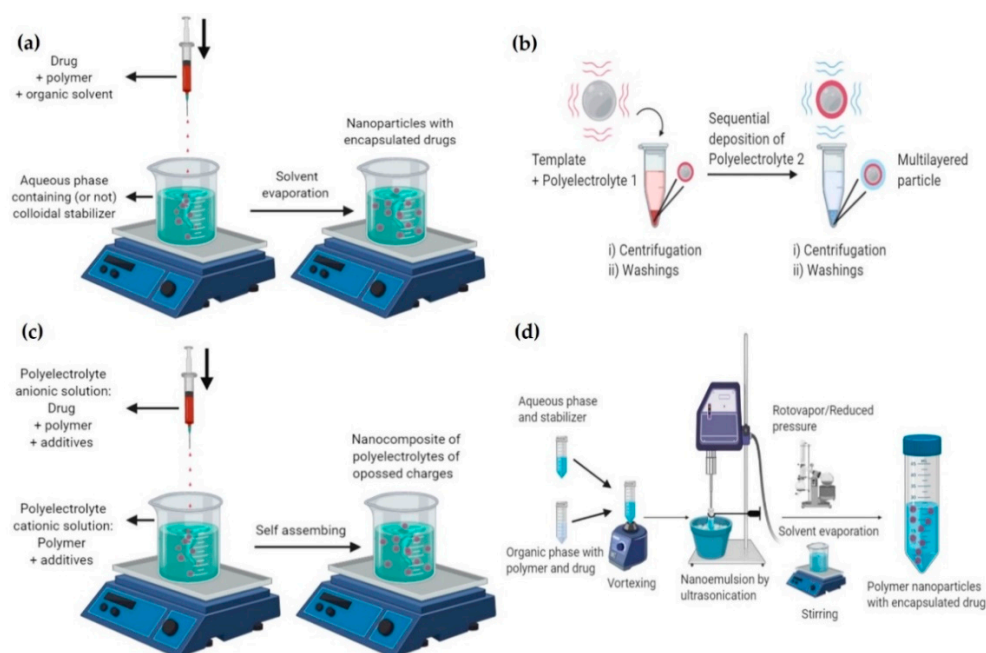 (a)
Drug
+ polymer
+ organic solvent
Aqueous phase
containing (or not)
colloidal stabilizer
Solvent
evaporation
Nanoparticles with
encapsulated drugs
(b)
Template
+ Polyelectrolyte 1
i) Centrifugation
ii) Washings
Sequential
deposition of
Polyelectrolyte 2
i) Centrifugation
ii) Washings
Multilayered
particle
(c)
Polyelectrolyte
anionic solution:
Drug
+ polymer
+ additives
Polyelectrolyte
cationic solution:
Polymer
+ additives
Self assembing
Nanocomposite of
polyelectrolytes of
opossed charges
(d)
Aqueous phase
and stabilizer
Organic phase with
polymer and drug
Vortexing
Nanoemulsion by
ultrasonication
Rotovapor/Reduced
pressure
Solvent evaporation
Stirring
Polymer nanoparticles
with encapsulated drug